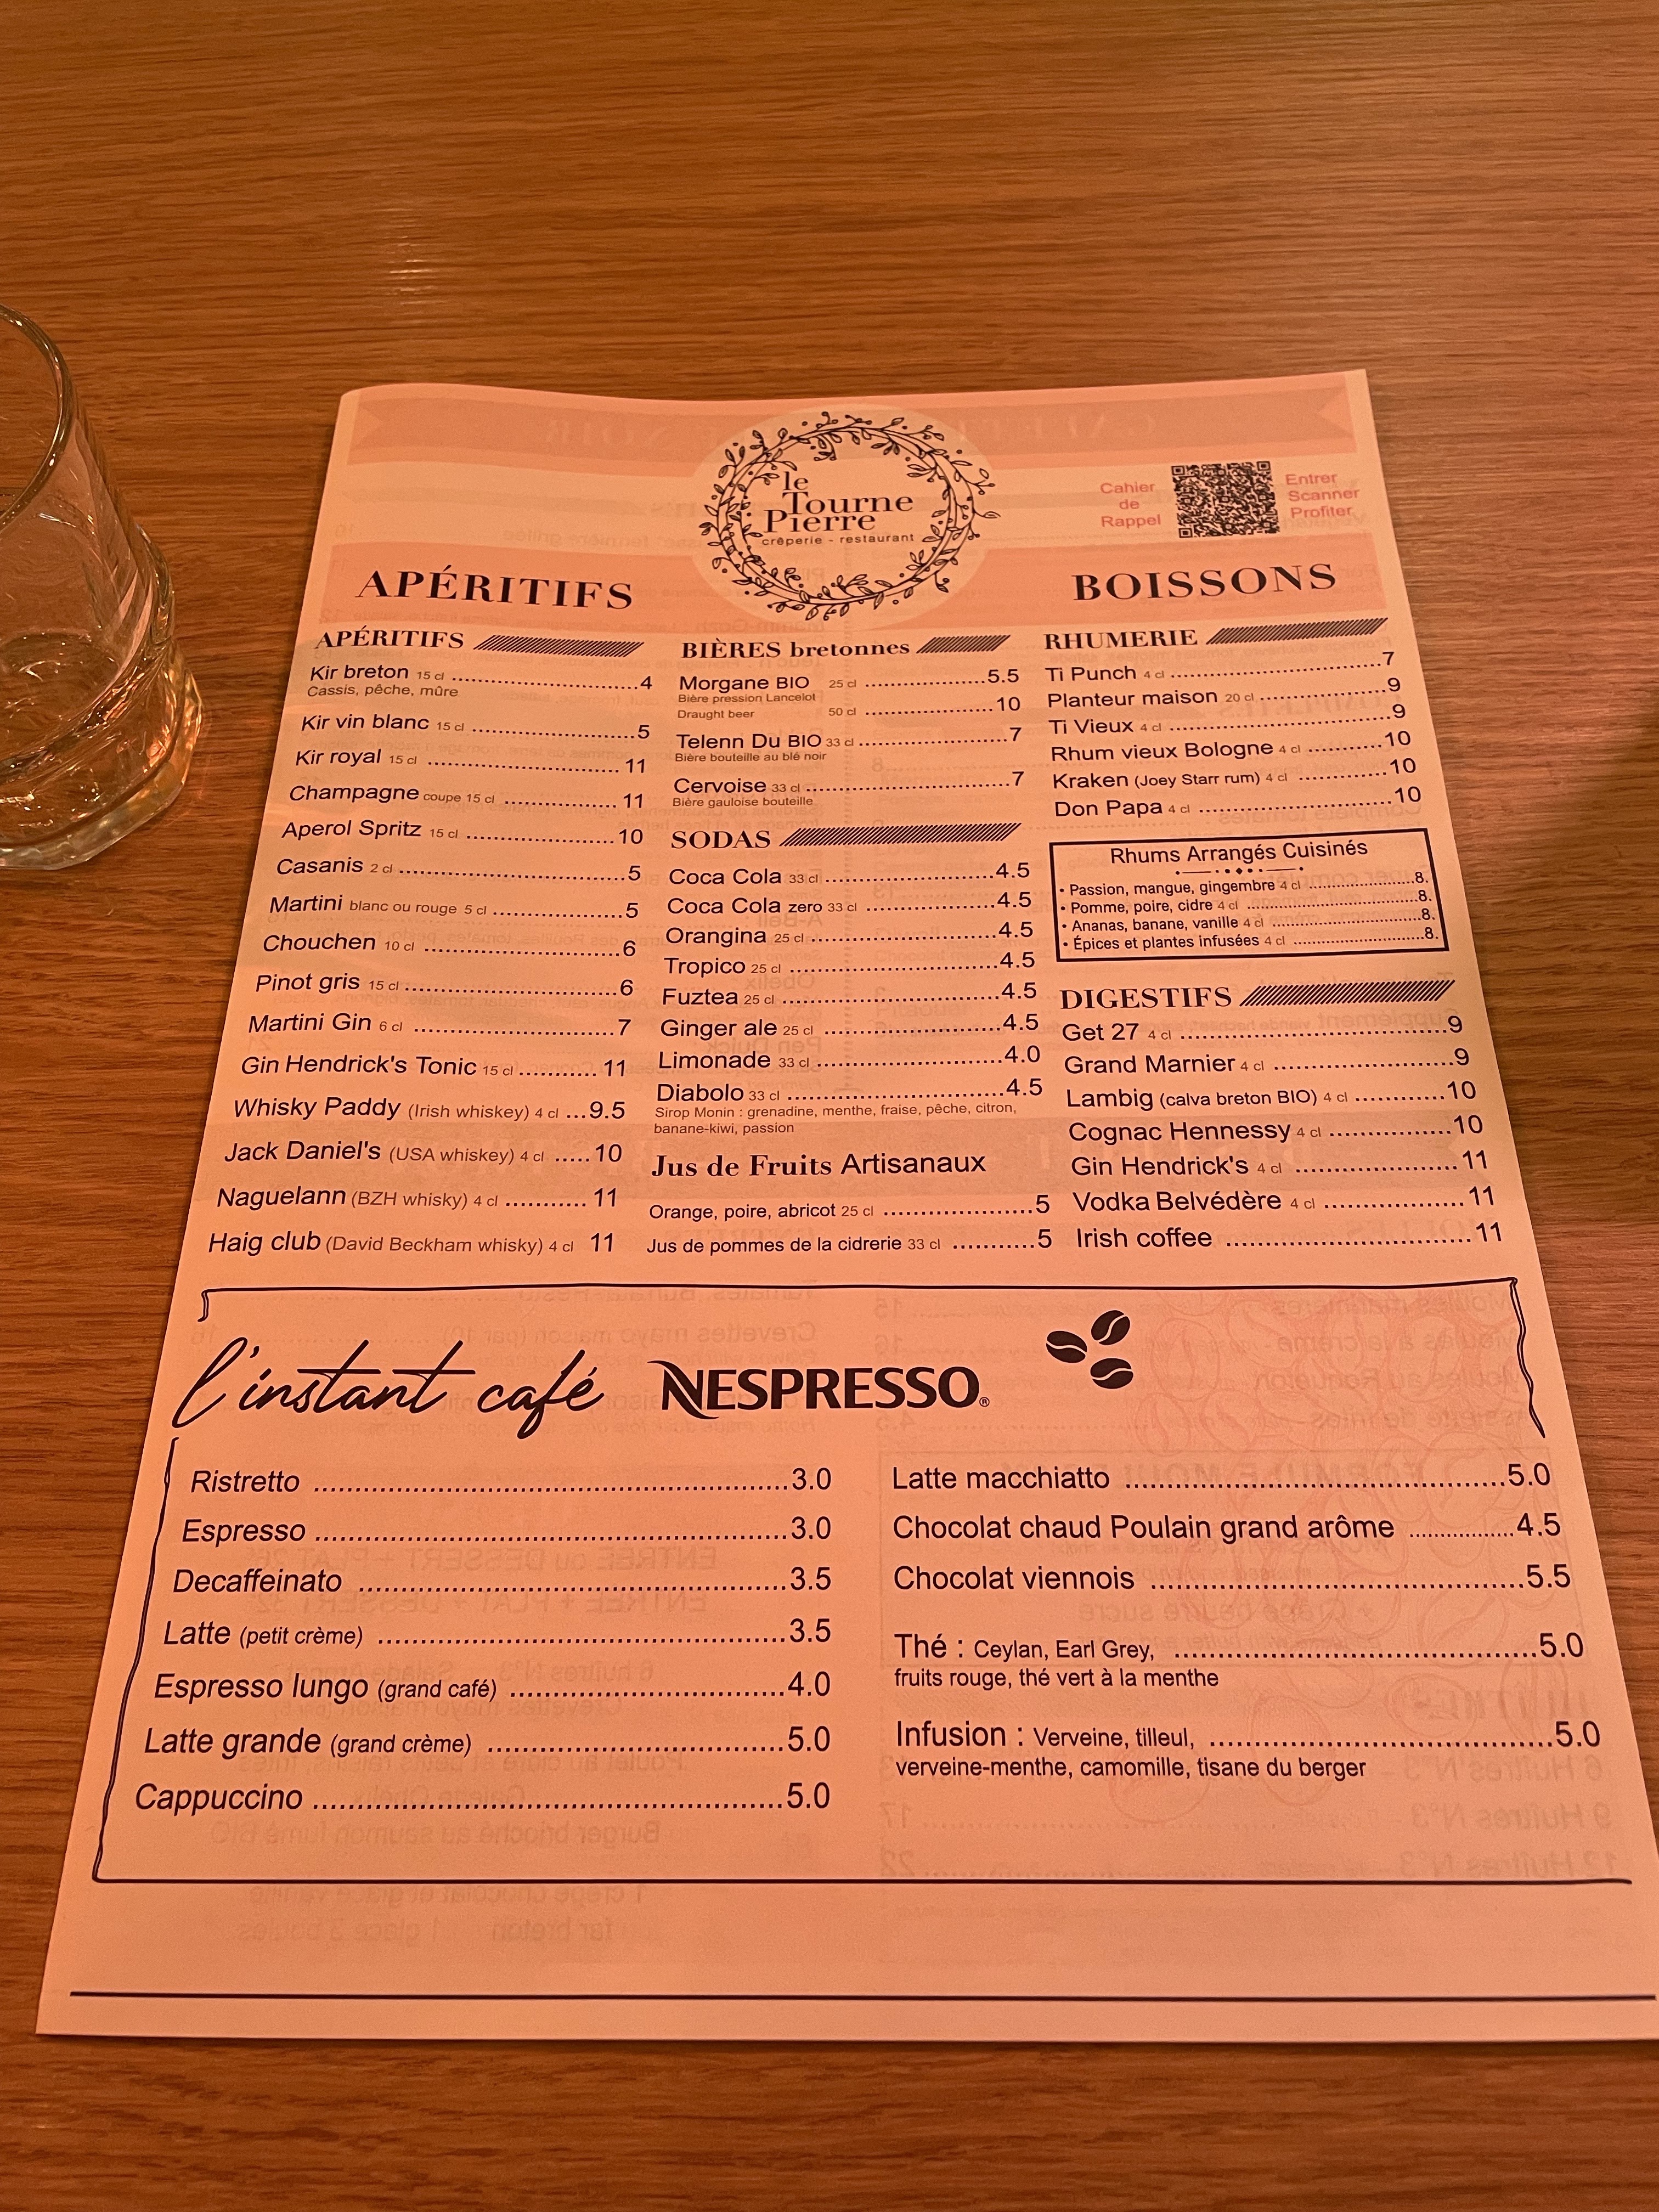 le
Tourne
Pierre
crêperie - restaurant
Cahier
de
Rappel
Entrer
Scanner
Profiter
APÉRITIFS
BOISSONS
APÉRITIFS
Kir breton 15 cl ........ 4
Cassis, pêche, mûre
Kir vin blanc 15 cl ........ 5
Kir royal 15 cl ........ 11
Champagne coupe 15 cl ........ 11
Aperol Spritz 15 cl ........ 10
Casanis 2 cl ........ 5
Martini blanc ou rouge 5 cl ........ 5
Chouchen 10 cl ........ 6
Pinot gris 15 cl ........ 6
Martini Gin 6 cl ........ 7
Gin Hendrick's Tonic 15 cl ........ 11
Whisky Paddy (Irish whiskey) 4 cl ... 9.5
Jack Daniel's (USA whiskey) 4 cl ..... 10
Naguelann (BZH whisky) 4 cl ........ 11
Haig club (David Beckham whisky) 4 cl 11
BIÈRES bretonnes
Morgane BIO 25 cl ........ 5.5
Bière pression Lancelot
Draught beer 50 cl ........ 10
Telenn Du BIO 33 cl ........ 7
Bière bouteille au blé noir
Cervoise 33 cl ........ 7
Bière gauloise bouteille
SODAS
Coca Cola 33 cl ........ 4.5
Coca Cola zero 33 cl ........ 4.5
Orangina 25 cl ........ 4.5
Tropico 25 cl ........ 4.5
Fuztea 25 cl ........ 4.5
Ginger ale 25 cl ........ 4.5
Limonade 33 cl ........ 4.0
Diabolo 33 cl ........ 4.5
Sirop Monin : grenadine, menthe, fraise, pêche, citron,
banane-kiwi, passion
Jus de Fruits Artisanaux
Orange, poire, abricot 25 cl ........ 5
Jus de pommes de la cidrerie 33 cl ........ 5
RHUMERIE
Ti Punch 4 cl ........ 7
Planteur maison 20 cl ........ 9
Ti Vieux 4 cl ........ 9
Rhum vieux Bologne 4 cl ........ 10
Kraken (Joey Starr rum) 4 cl ........ 10
Don Papa 4 cl ........ 10
Rhums Arrangés Cuisinés
• Passion, mangue, gingembre 4 cl ........ 8.
• Pomme, poire, cidre 4 cl ........ 8.
• Ananas, banane, vanille 4 cl ........ 8.
• Épices et plantes infusées 4 cl ........ 8.
DIGESTIFS
Get 27 4 cl ........ 9
Grand Marnier 4 cl ........ 9
Lambig (calva breton BIO) 4 cl ........ 10
Cognac Hennessy 4 cl ........ 10
Gin Hendrick's 4 cl ........ 11
Vodka Belvédère 4 cl ........ 11
Irish coffee ........ 11
l'instant café NESPRESSO®
Ristretto ........ 3.0
Espresso ........ 3.0
Decaffeinato ........ 3.5
Latte (petit crème) ........ 3.5
Espresso lungo (grand café) ........ 4.0
Latte grande (grand crème) ........ 5.0
Cappuccino ........ 5.0
Latte macchiatto ........ 5.0
Chocolat chaud Poulain grand arôme ........ 4.5
Chocolat viennois ........ 5.5
Thé : Ceylan, Earl Grey, ........ 5.0
fruits rouge, thé vert à la menthe
Infusion : Verveine, tilleul, ........ 5.0
verveine-menthe, camomille, tisane du berger